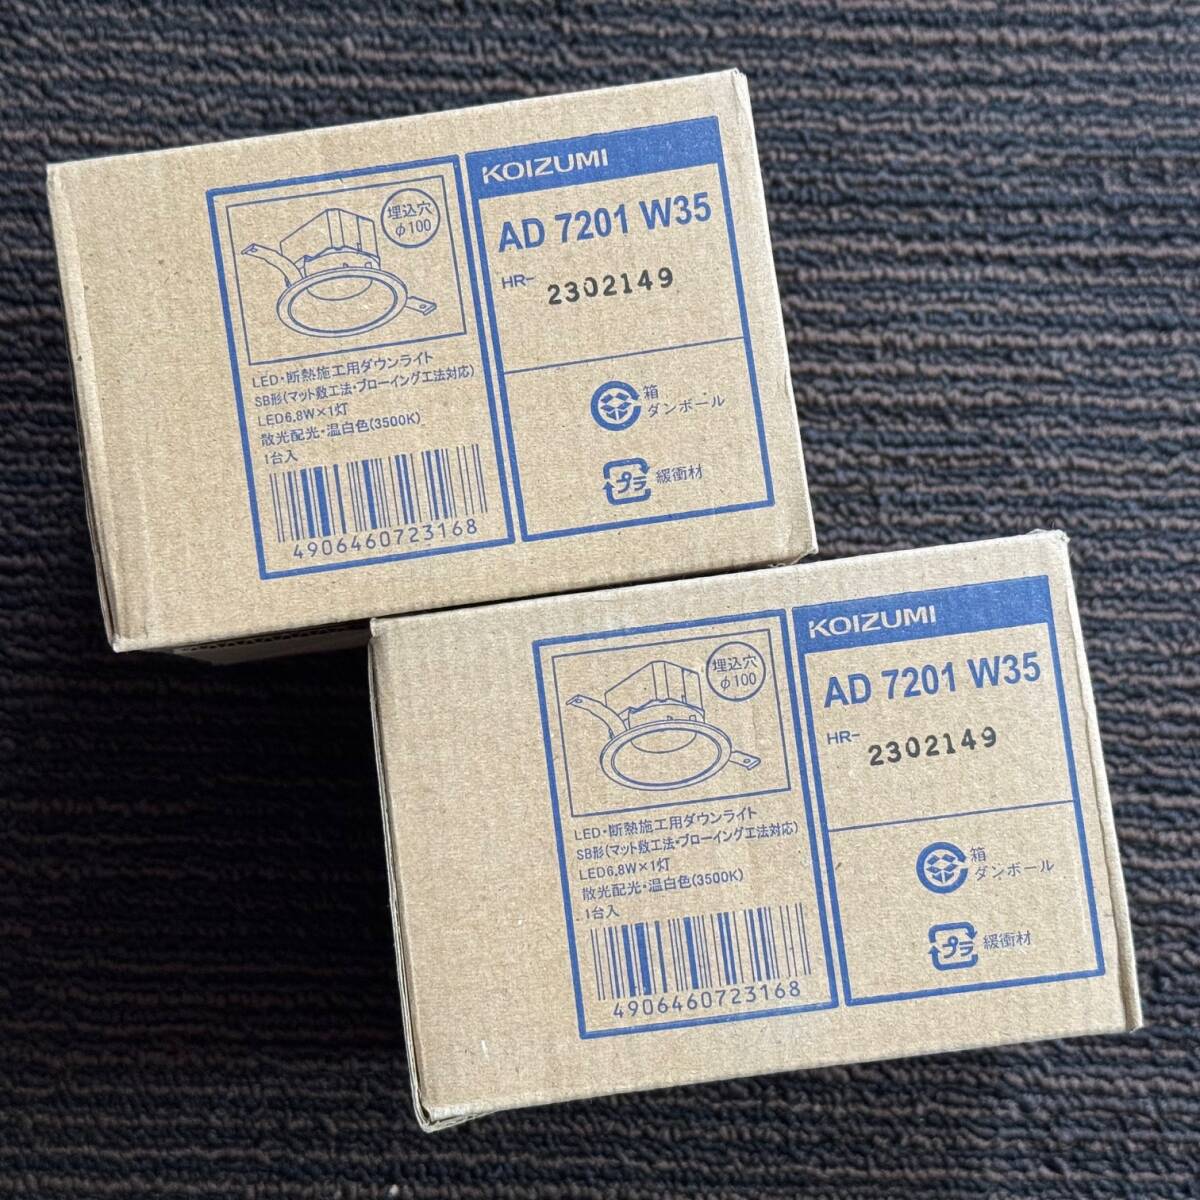 埋込穴
φ100
LED・断熱施工用ダウンライト
SB形(マット敷工法・ブローイング工法対応)
LED6.8W×1灯
散光配光・温白色(3500K)
1台入
4906460723168
KOIZUMI
AD 7201 W35
HR- 2302149
箱
ダンボール
プラ 緩衝材
埋込穴
φ100
LED・断熱施工用ダウンライト
SB形(マット敷工法・ブローイング工法対応)
LED6.8W×1灯
散光配光・温白色(3500K)
1台入
4906460723168
KOIZUMI
AD 7201 W35
HR- 2302149
箱
ダンボール
プラ 緩衝材